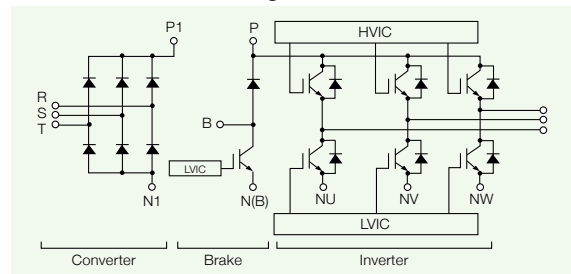 P1
P
HVIC
R
S
T
B
LVIC
N1
N(B)
NU
NV
NW
LVIC
Converter
Brake
Inverter